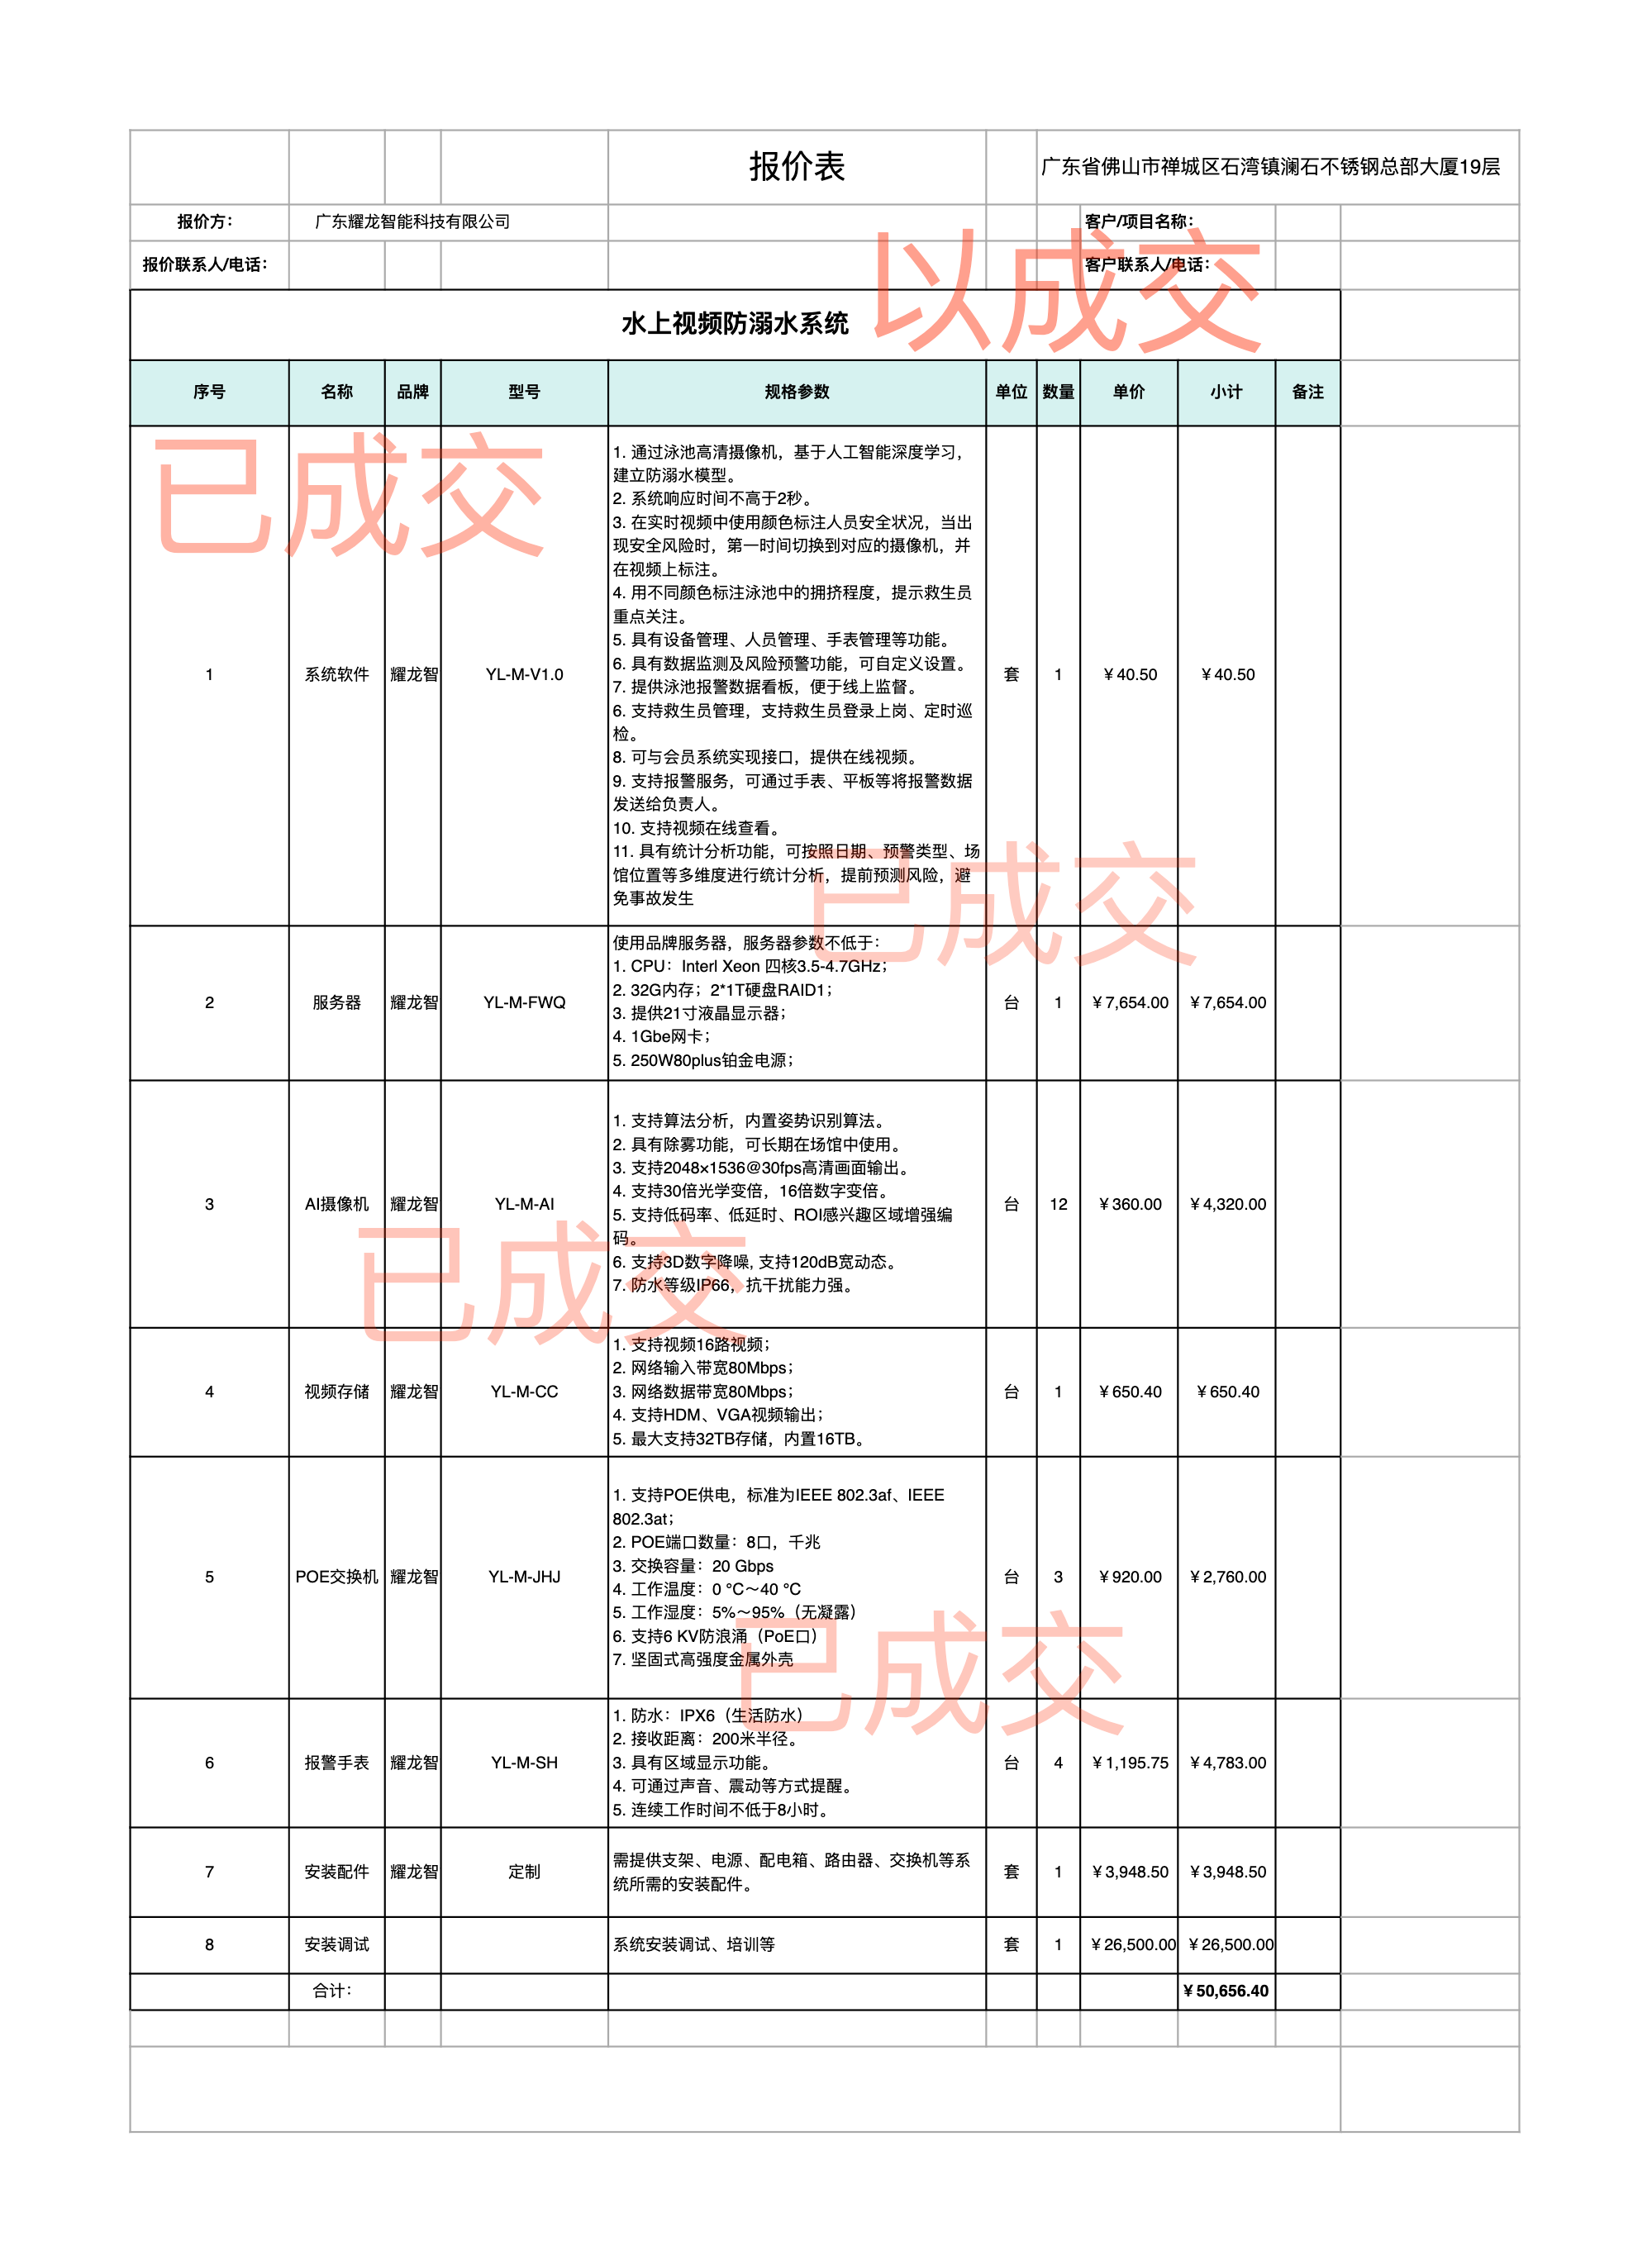 报价表
广东省佛山市禅城区石湾镇澜石不锈钢总部大厦19层
报价方： 广东耀龙智能科技有限公司 客户/项目名称：
报价联系人/电话： 客户联系人/电话：
以成交
水上视频防溺水系统
序号 名称 品牌 型号 规格参数 单位 数量 单价 小计 备注
已成交
1 系统软件 耀龙智 YL-M-V1.0
1. 通过泳池高清摄像机，基于人工智能深度学习，
建立防溺水模型。
2. 系统响应时间不高于2秒。
3. 在实时视频中使用颜色标注人员安全状况，当出
现安全风险时，第一时间切换到对应的摄像机，并
在视频上标注。
4. 用不同颜色标注泳池中的拥挤程度，提示救生员
重点关注。
5. 具有设备管理、人员管理、手表管理等功能。
6. 具有数据监测及风险预警功能，可自定义设置。
7. 提供泳池报警数据看板，便于线上监督。
6. 支持救生员管理，支持救生员登录上岗、定时巡
检。
8. 可与会员系统实现接口，提供在线视频。
9. 支持报警服务，可通过手表、平板等将报警数据
发送给负责人。
10. 支持视频在线查看。
11. 具有统计分析功能，可按照日期、预警类型、场
馆位置等多维度进行统计分析，提前预测风险，避
免事故发生
套 1 ¥40.50 ¥40.50
已成交
2 服务器 耀龙智 YL-M-FWQ
使用品牌服务器，服务器参数不低于：
1. CPU：Interl Xeon 四核3.5-4.7GHz；
2. 32G内存；2*1T硬盘RAID1；
3. 提供21寸液晶显示器；
4. 1Gbe网卡；
5. 250W80plus铂金电源；
台 1 ¥7,654.00 ¥7,654.00
3 AI摄像机 耀龙智 YL-M-AI
1. 支持算法分析，内置姿势识别算法。
2. 具有除雾功能，可长期在场馆中使用。
3. 支持2048×1536@30fps高清画面输出。
4. 支持30倍光学变倍，16倍数字变倍。
5. 支持低码率、低延时、ROI感兴趣区域增强编
码。
6. 支持3D数字降噪, 支持120dB宽动态。
7. 防水等级IP66，抗干扰能力强。
台 12 ¥360.00 ¥4,320.00
已成交
4 视频存储 耀龙智 YL-M-CC
1. 支持视频16路视频；
2. 网络输入带宽80Mbps；
3. 网络数据带宽80Mbps；
4. 支持HDM、VGA视频输出；
5. 最大支持32TB存储，内置16TB。
台 1 ¥650.40 ¥650.40
5 POE交换机 耀龙智 YL-M-JHJ
1. 支持POE供电，标准为IEEE 802.3af、IEEE
802.3at；
2. POE端口数量：8口，千兆
3. 交换容量：20 Gbps
4. 工作温度：0 ℃～40 ℃
5. 工作湿度：5%～95%（无凝露）
6. 支持6 KV防浪涌（PoE口）
7. 坚固式高强度金属外壳
台 3 ¥920.00 ¥2,760.00
已成交
6 报警手表 耀龙智 YL-M-SH
1. 防水：IPX6（生活防水）
2. 接收距离：200米半径。
3. 具有区域显示功能。
4. 可通过声音、震动等方式提醒。
5. 连续工作时间不低于8小时。
台 4 ¥1,195.75 ¥4,783.00
7 安装配件 耀龙智 定制
需提供支架、电源、配电箱、路由器、交换机等系
统所需的安装配件。
套 1 ¥3,948.50 ¥3,948.50
8 安装调试 系统安装调试、培训等 套 1 ¥26,500.00 ¥26,500.00
合计： ¥50,656.40